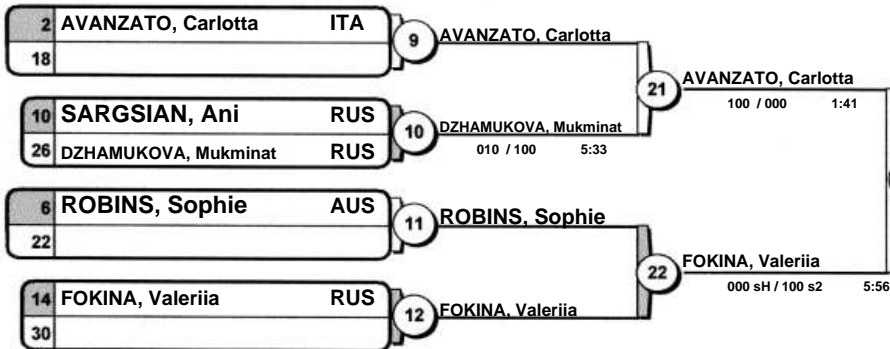 2 AVANZATO, Carlotta ITA
18
9
AVANZATO, Carlotta
10 SARGSIAN, Ani RUS
26 DZHAMUKOVA, Mukminat RUS
10
DZHAMUKOVA, Mukminat
010 / 100 5:33
21
AVANZATO, Carlotta
100 / 000 1:41
6 ROBINS, Sophie AUS
22
11
ROBINS, Sophie
14 FOKINA, Valeriia RUS
30
12
FOKINA, Valeriia
22
FOKINA, Valeriia
000 sH / 100 s2 5:56